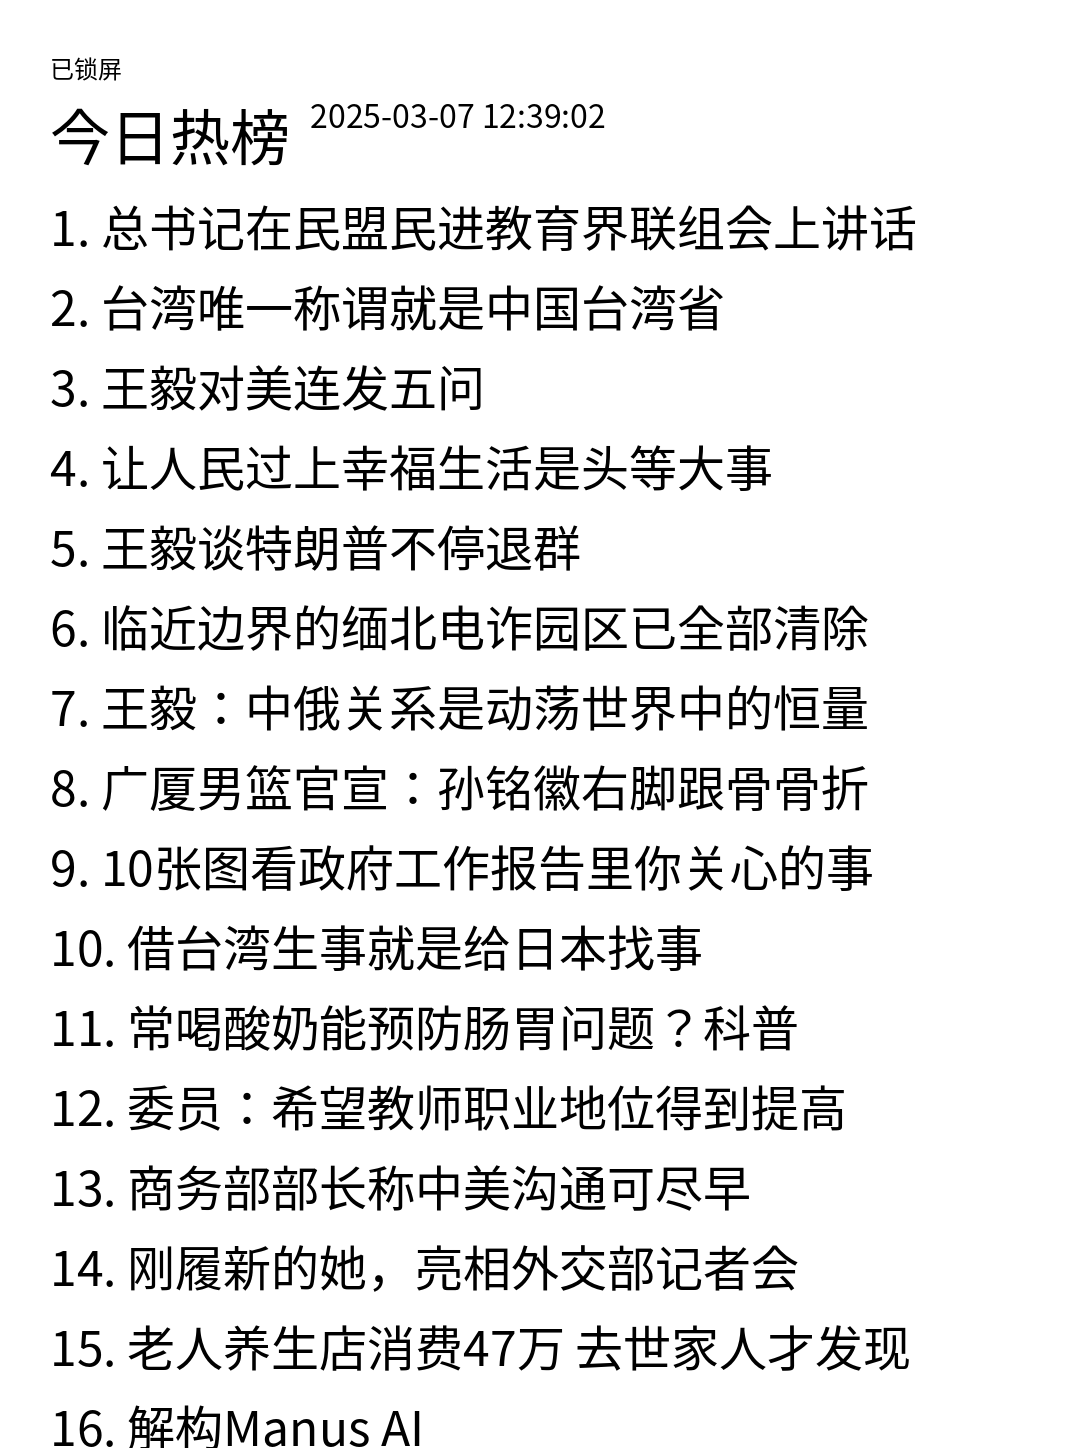 已锁屏
今日热榜 2025-03-07 12:39:02
1. 总书记在民盟民进教育界联组会上讲话
2. 台湾唯一称谓就是中国台湾省
3. 王毅对美连发五问
4. 让人民过上幸福生活是头等大事
5. 王毅谈特朗普不停退群
6. 临近边界的缅北电诈园区已全部清除
7. 王毅：中俄关系是动荡世界中的恒量
8. 广厦男篮官宣：孙铭徽右脚跟骨骨折
9. 10张图看政府工作报告里你关心的事
10. 借台湾生事就是给日本找事
11. 常喝酸奶能预防肠胃问题？科普
12. 委员：希望教师职业地位得到提高
13. 商务部部长称中美沟通可尽早
14. 刚履新的她，亮相外交部记者会
15. 老人养生店消费47万 去世家人才发现
16. 解构Manus AI